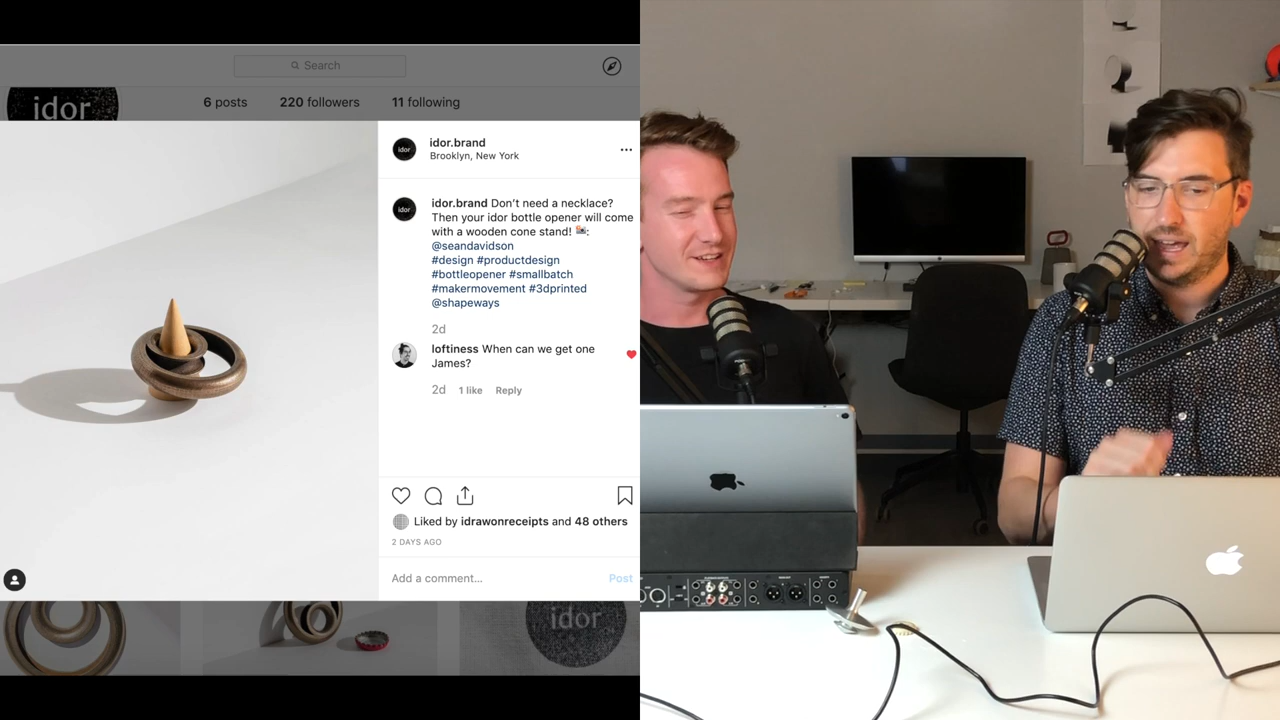 Search
idor
6 posts 220 followers 11 following
idor
idor.brand
Brooklyn, New York
idor
idor.brand Don't need a necklace?
Then your idor bottle opener will come
with a wooden cone stand! 📸:
@seandavidson
#design #productdesign
#bottleopener #smallbatch
#makermovement #3dprinted
@shapeways
2d
loftiness When can we get one
James?
2d 1 like Reply
Liked by idrawonreceipts and 48 others
2 DAYS AGO
Add a comment... Post
idor